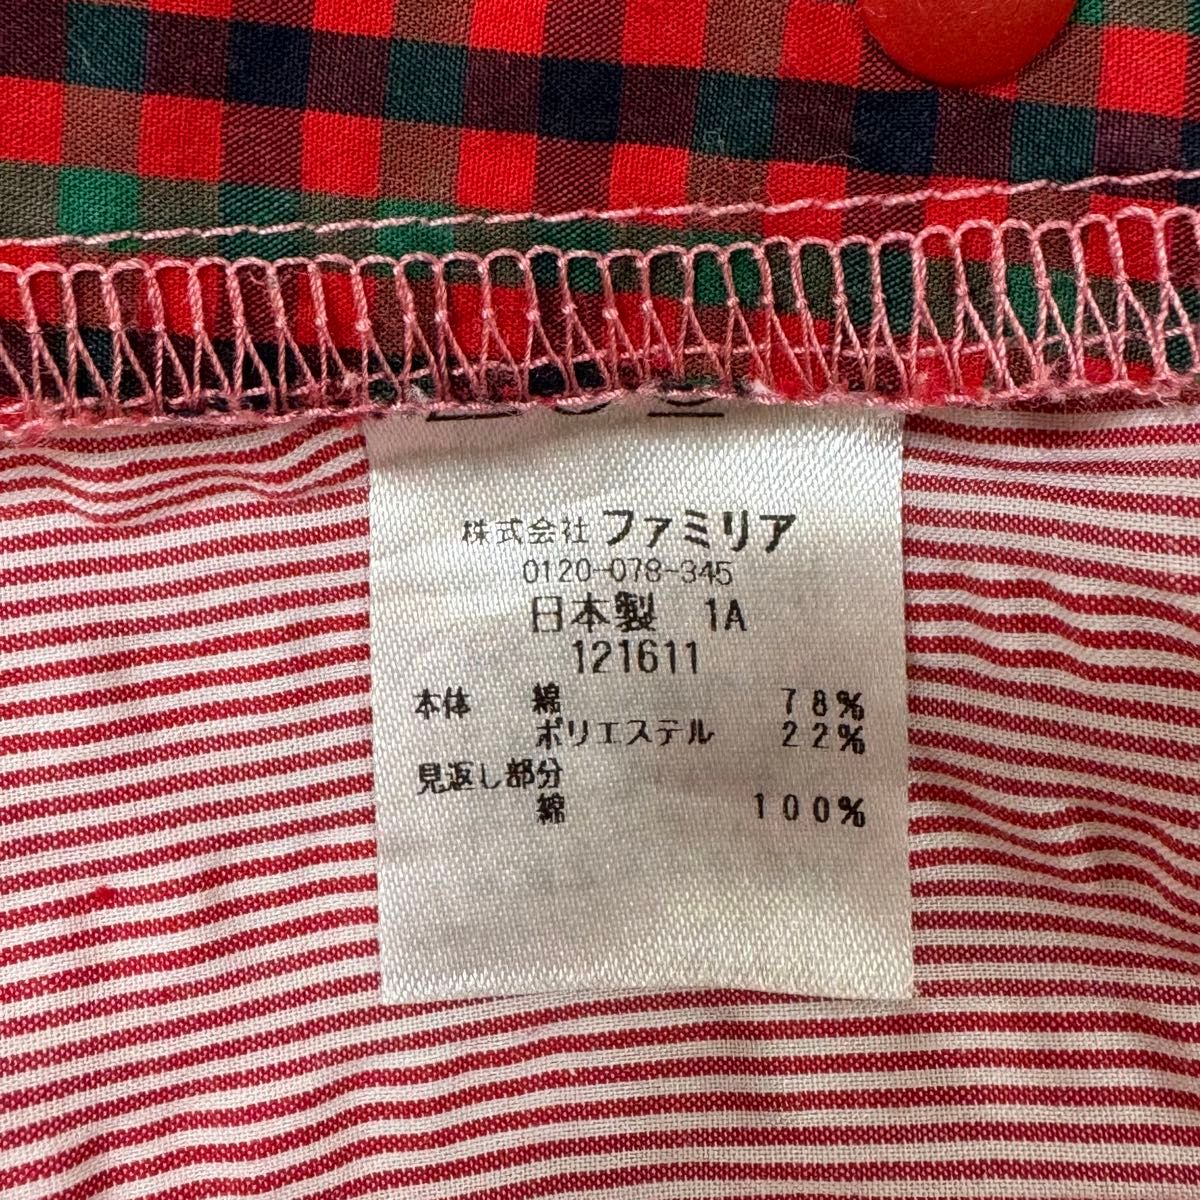 株式会社 ファミリア
0120-078-345
日本製 1A
121611
本体 綿 78%
ポリエステル 22%
見返し部分
綿 100%